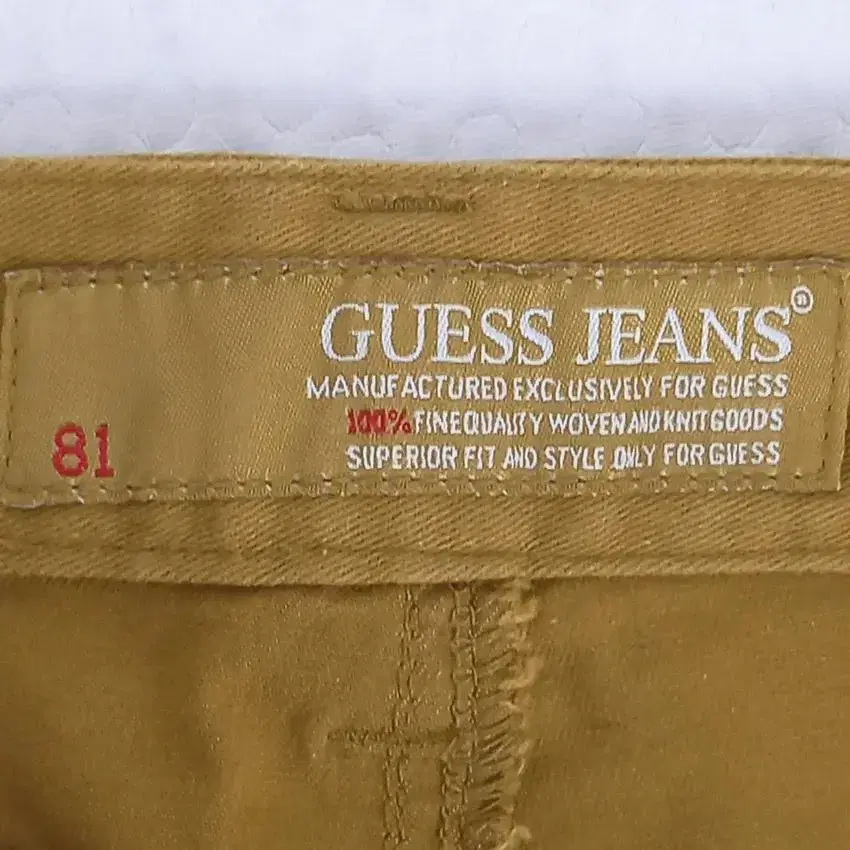 GUESS JEANS®
MANUFACTURED EXCLUSIVELY FOR GUESS
100% FINE QUALITY WOVEN AND KNIT GOODS
SUPERIOR FIT AND STYLE ONLY FOR GUESS
81